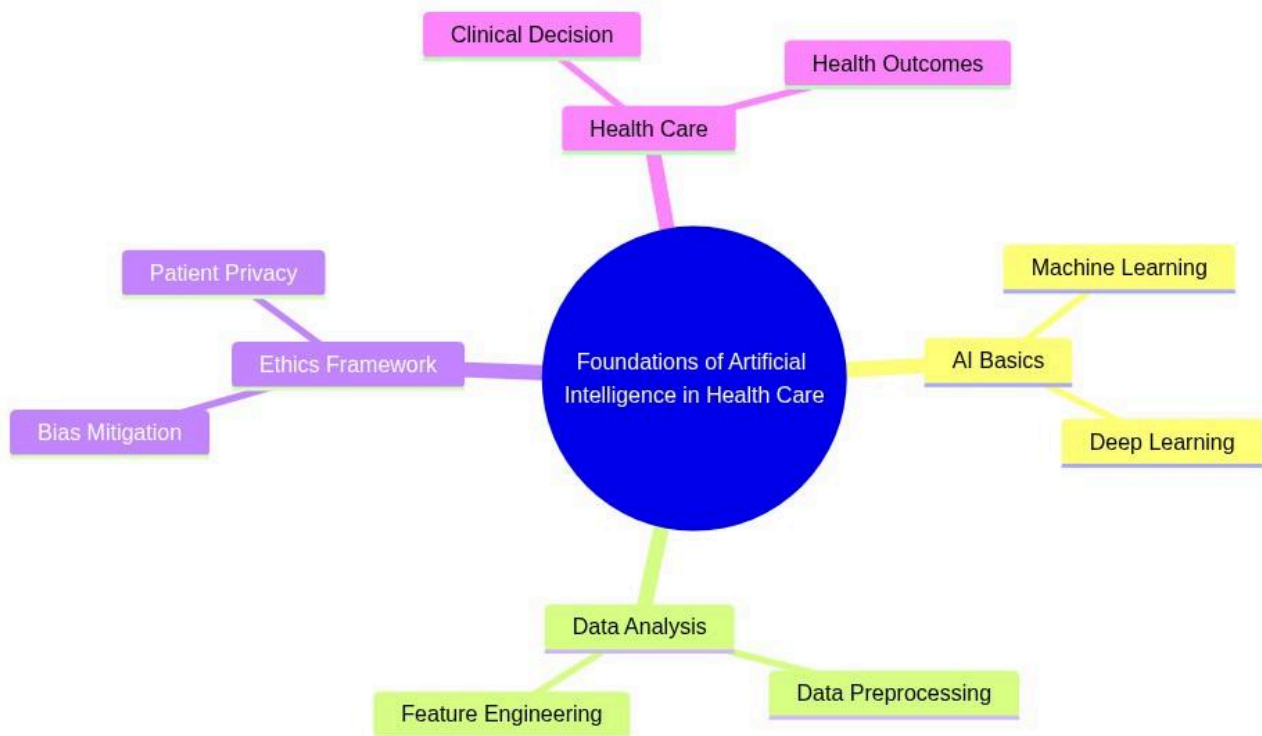 Clinical Decision
Health Outcomes
Health Care
Patient Privacy
Machine Learning
Ethics Framework
Foundations of Artificial
Intelligence in Health Care
AI Basics
Bias Mitigation
Deep Learning
Data Analysis
Feature Engineering
Data Preprocessing